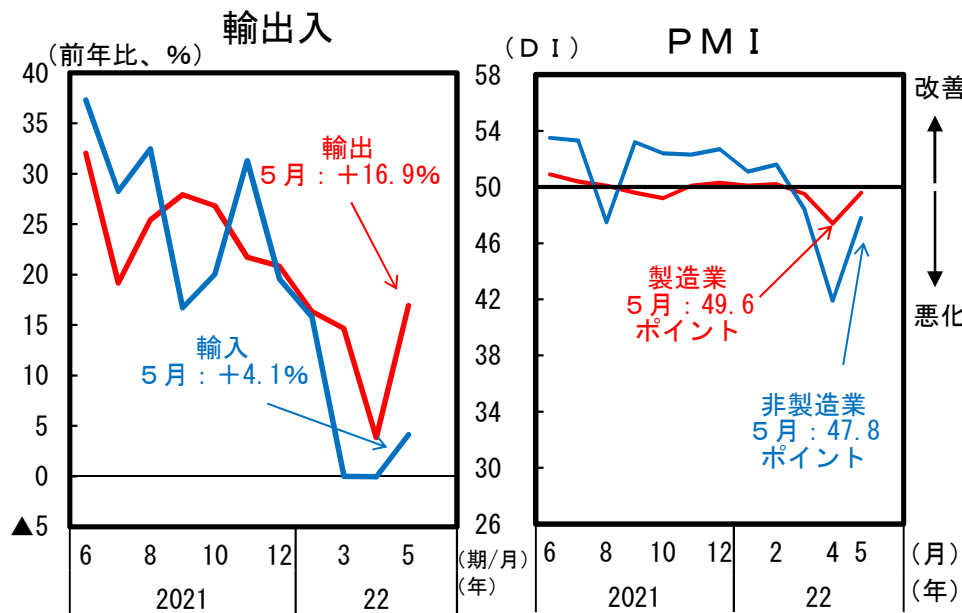 輸出入
(前年比、%)
40
35
30
25
20
15
10
5
0
▲5
輸出
5月：＋16.9%
輸入
5月：＋4.1%
6 8 10 12 3 5 (期/月)
2021 22 (年)
ＰＭＩ
(ＤＩ)
58
54
50
46
42
38
34
30
26
改善
悪化
製造業
5月：49.6
ポイント
非製造業
5月：47.8
ポイント
6 8 10 12 2 4 5 (月)
2021 22 (年)